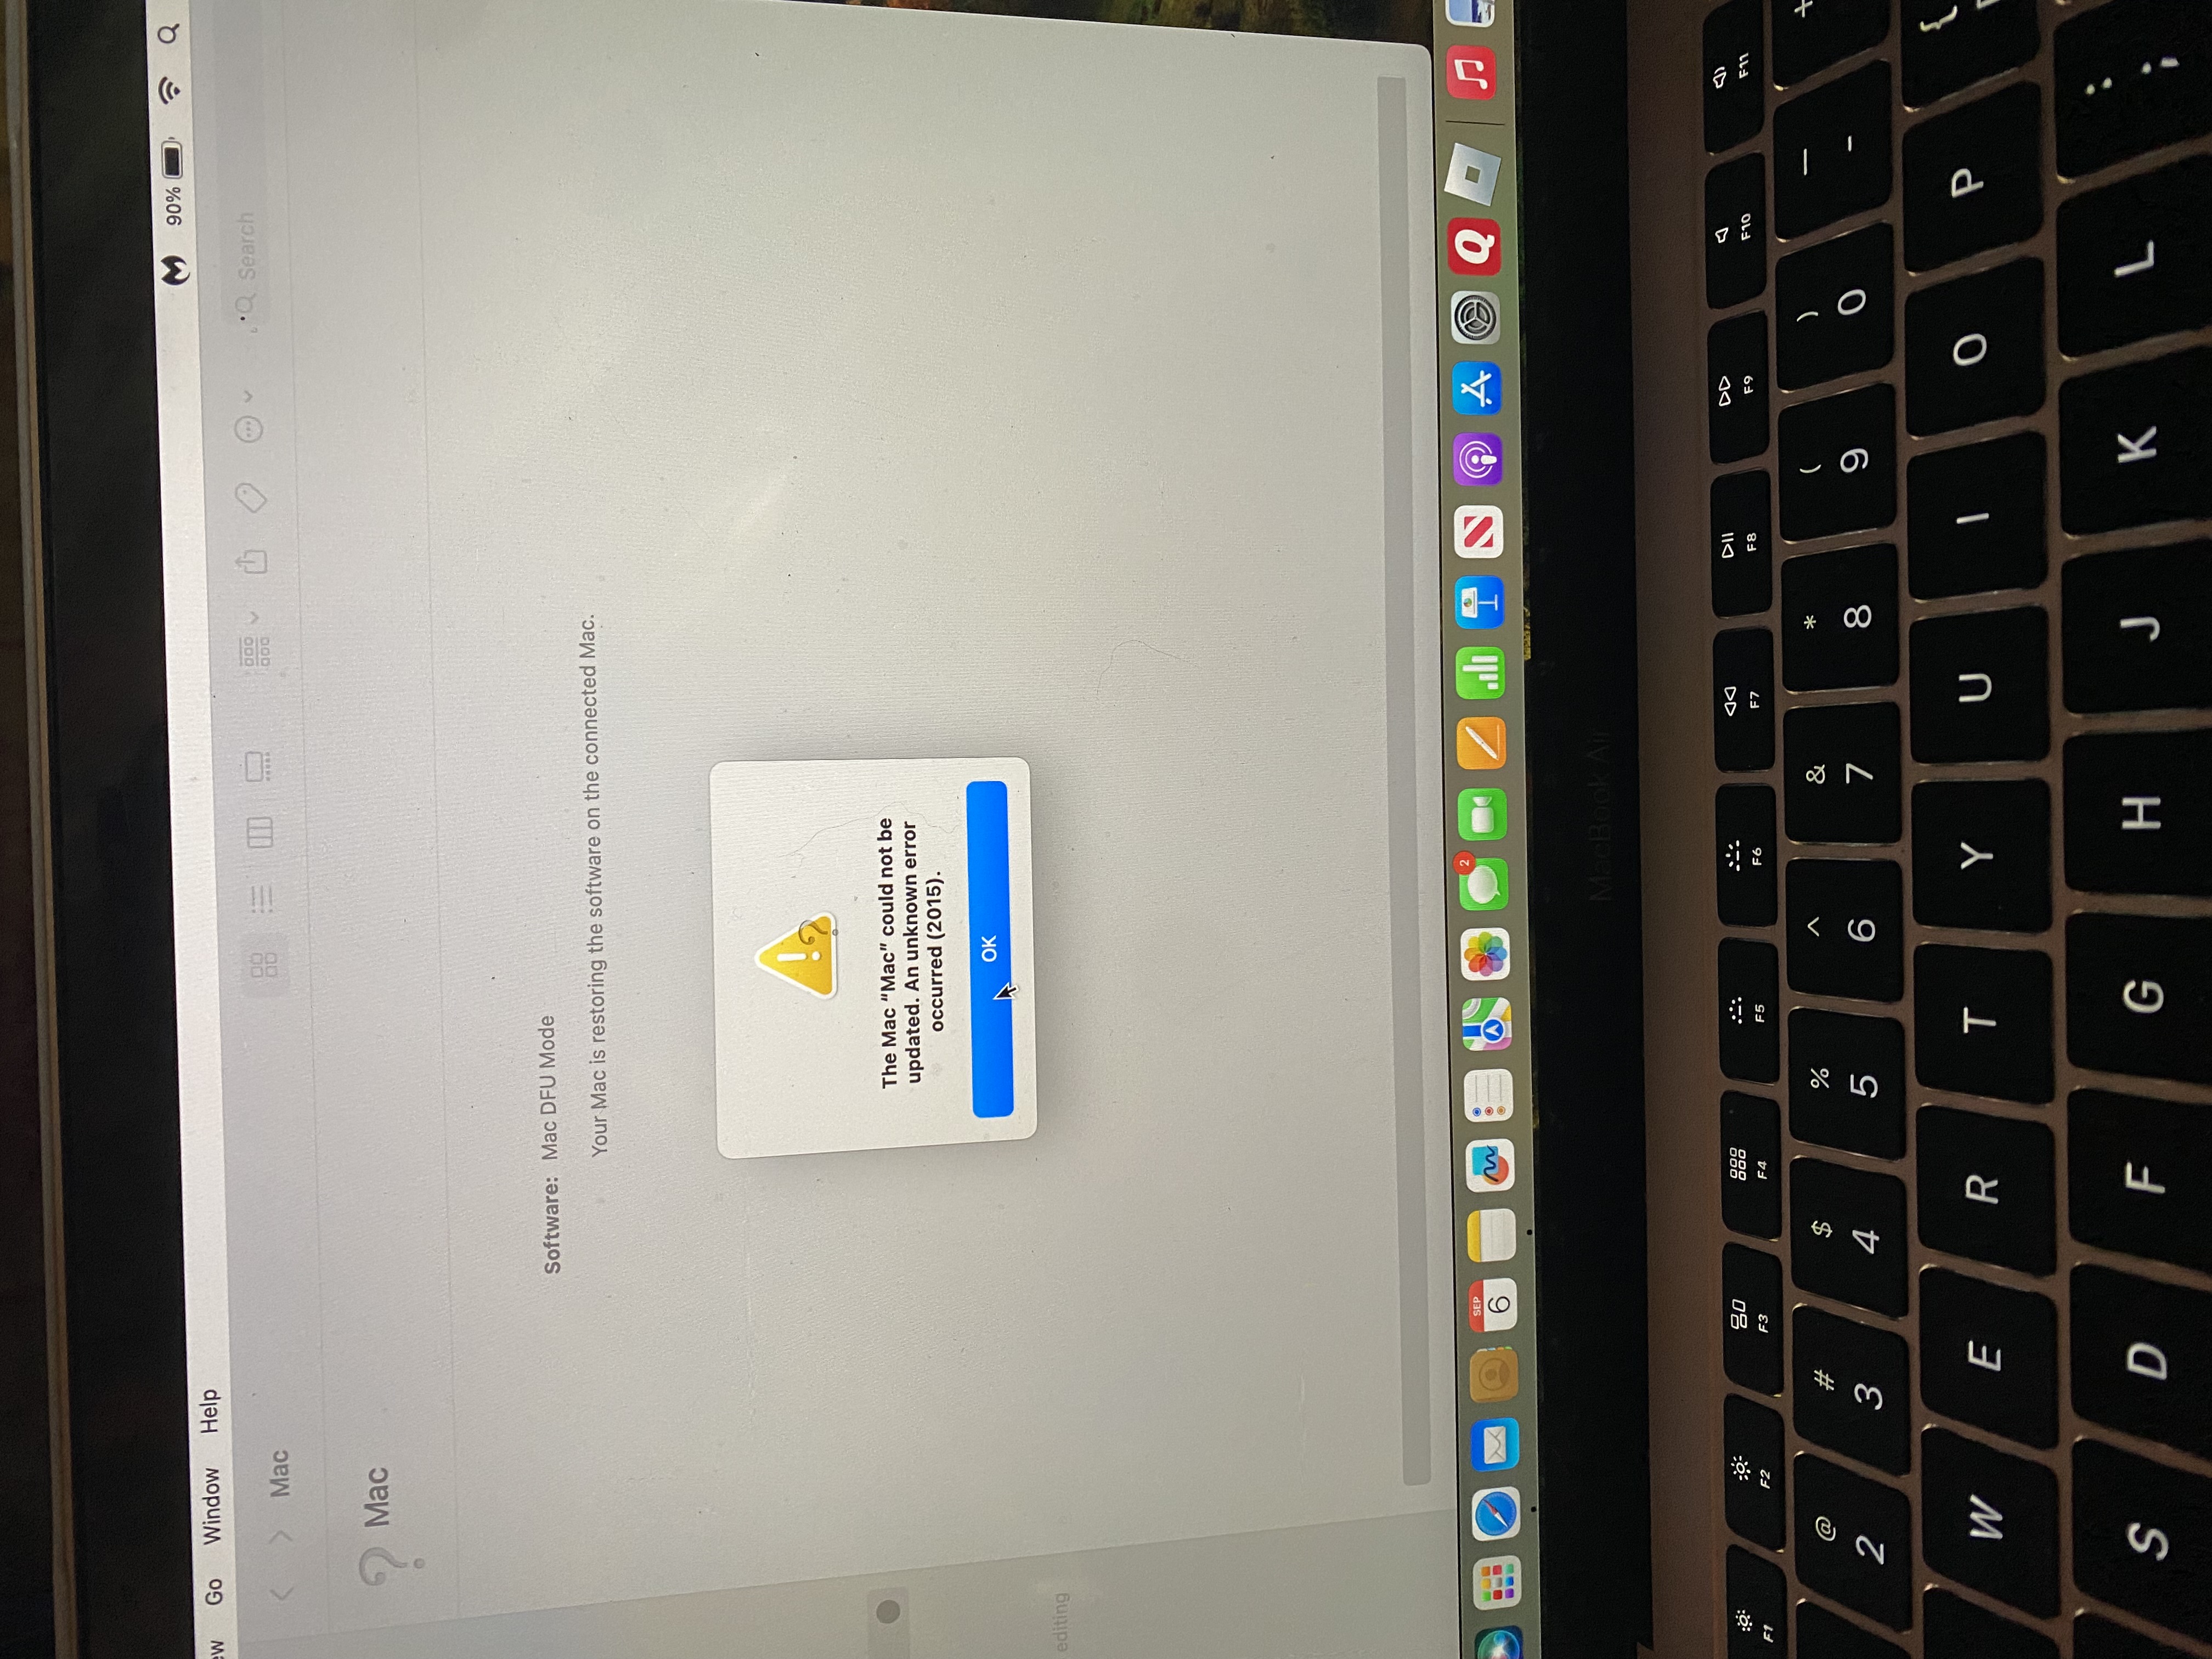 ew Go Window Help 90%
Mac Search
Mac
Software: Mac DFU Mode
Your Mac is restoring the software on the connected Mac.
The Mac “Mac” could not be
updated. An unknown error
occurred (2015).
OK
editing
SEP
6
2
Q
MacBook Air
F1 F2 F3 F4 F5 F6 F7 F8 F9 F10 F11
@ # $ % ^ & * ( ) — +
2 3 4 5 6 7 8 9 0 -
W E R T Y U I O P {
S D F G H J K L :
;